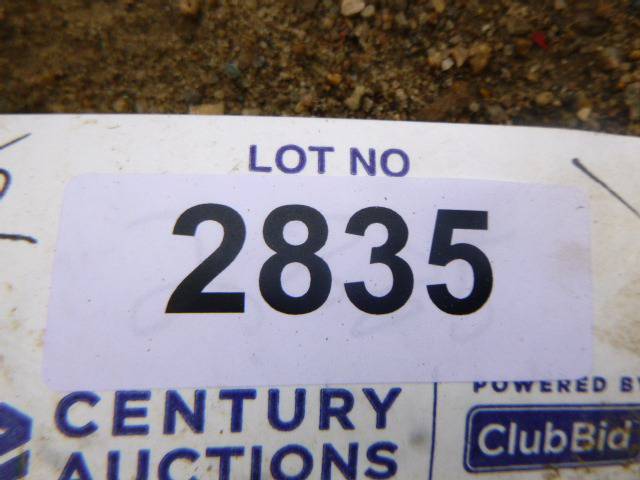 LOT NO
2835
CENTURY
AUCTIONS
POWERED BY
ClubBid